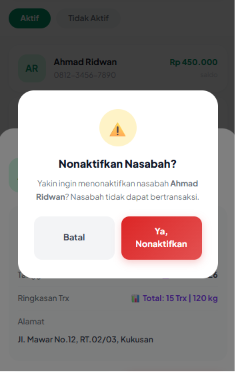 Aktif
Tidak Aktif
AR
Ahmad Ridwan
Rp 450.000
0812-3456-7890
Nonaktifkan Nasabah?
Yakin ingin menonaktifkan nasabah Ahmad
Ridwan? Nasabah tidak dapat bertransaksi.
Batal
Ya,
Nonaktifkan
Ringkasan Trx
Total: 15 Trx | 120 kg
Alamat
Jl. Mawar No.12, RT.02/03, Kukusan